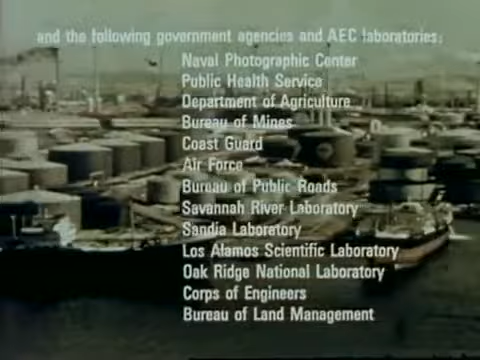 and the following government agencies and AEC laboratories:
Naval Photographic Center
Public Health Service
Department of Agriculture
Bureau of Mines
Coast Guard
Air Force
Bureau of Public Roads
Savannah River Laboratory
Sandia Laboratory
Los Alamos Scientific Laboratory
Oak Ridge National Laboratory
Corps of Engineers
Bureau of Land Management